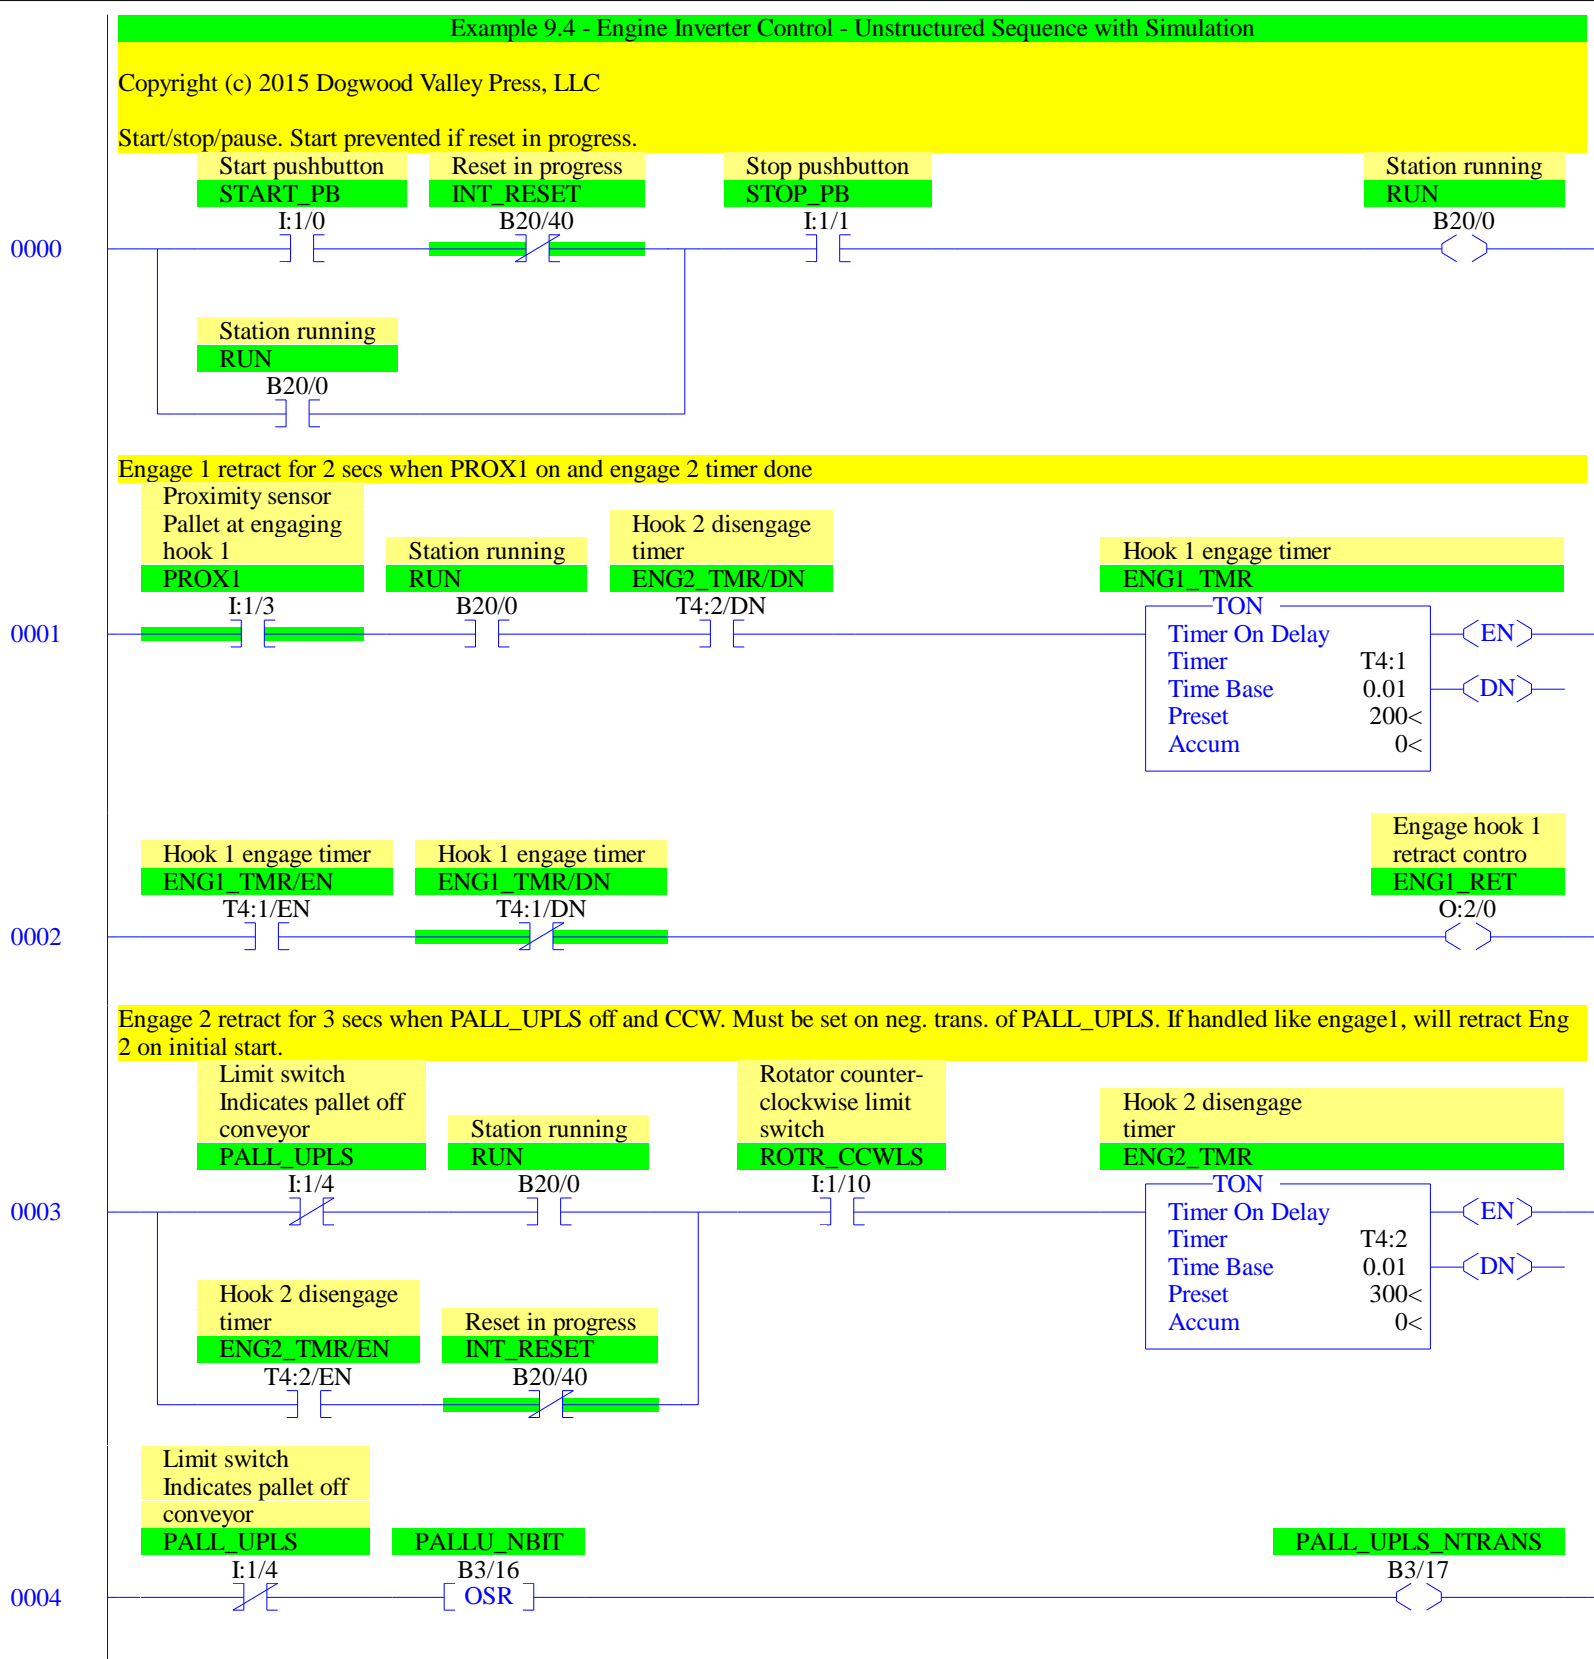 Example 9.4 - Engine Inverter Control - Unstructured Sequence with Simulation
Copyright (c) 2015 Dogwood Valley Press, LLC
Start/stop/pause. Start prevented if reset in progress.
Start pushbutton
START_PB
I:1/0
Reset in progress
INT_RESET
B20/40
Stop pushbutton
STOP_PB
I:1/1
Station running
RUN
B20/0
0000
Station running
RUN
B20/0
Engage 1 retract for 2 secs when PROX1 on and engage 2 timer done
Proximity sensor
Pallet at engaging
hook 1
PROX1
I:1/3
Station running
RUN
B20/0
Hook 2 disengage
timer
ENG2_TMR/DN
T4:2/DN
Hook 1 engage timer
ENG1_TMR
0001
TON
Timer On Delay
Timer T4:1
Time Base 0.01
Preset 200<
Accum 0<
EN
DN
Hook 1 engage timer
ENG1_TMR/EN
T4:1/EN
Hook 1 engage timer
ENG1_TMR/DN
T4:1/DN
Engage hook 1
retract contro
ENG1_RET
O:2/0
0002
Engage 2 retract for 3 secs when PALL_UPLS off and CCW. Must be set on neg. trans. of PALL_UPLS. If handled like engage1, will retract Eng
2 on initial start.
Limit switch
Indicates pallet off
conveyor
PALL_UPLS
I:1/4
Station running
RUN
B20/0
Rotator counter-
clockwise limit
switch
ROTR_CCWLS
I:1/10
Hook 2 disengage
timer
ENG2_TMR
0003
TON
Timer On Delay
Timer T4:2
Time Base 0.01
Preset 300<
Accum 0<
EN
DN
Hook 2 disengage
timer
ENG2_TMR/EN
T4:2/EN
Reset in progress
INT_RESET
B20/40
Limit switch
Indicates pallet off
conveyor
PALL_UPLS
I:1/4
PALLU_NBIT
B3/16
OSR
PALL_UPLS_NTRANS
B3/17
0004